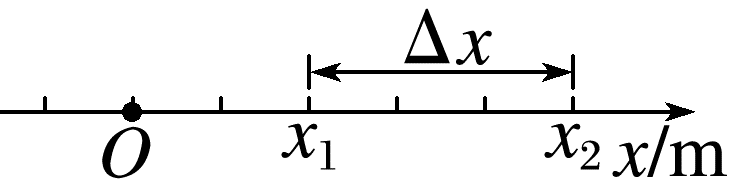 Δx
O x₁ x₂ x/m